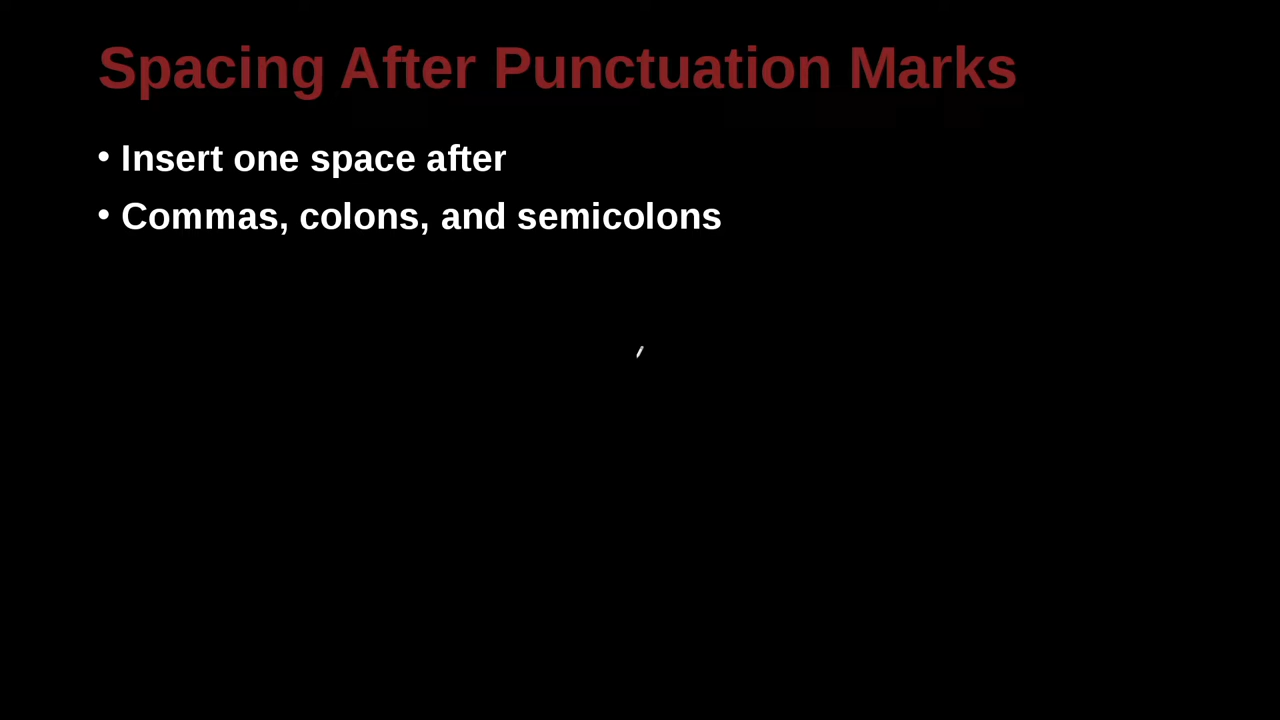 Spacing After Punctuation Marks
• Insert one space after
• Commas, colons, and semicolons